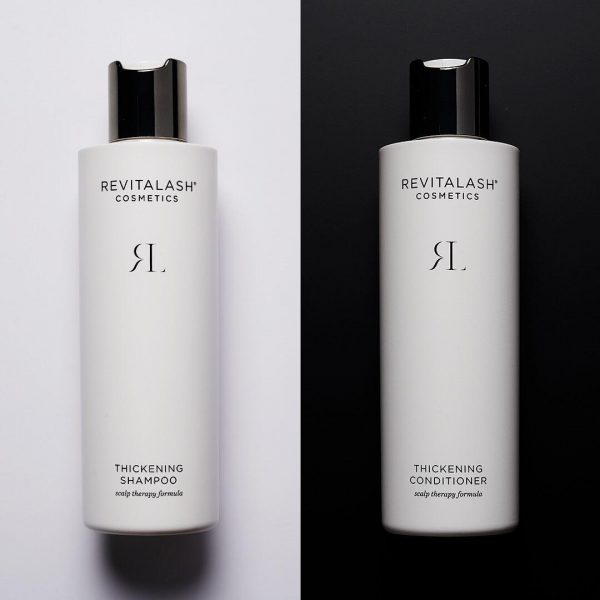 REVITALASH®
COSMETICS
RL
THICKENING
SHAMPOO
scalp therapy formula
REVITALASH®
COSMETICS
RL
THICKENING
CONDITIONER
scalp therapy formula